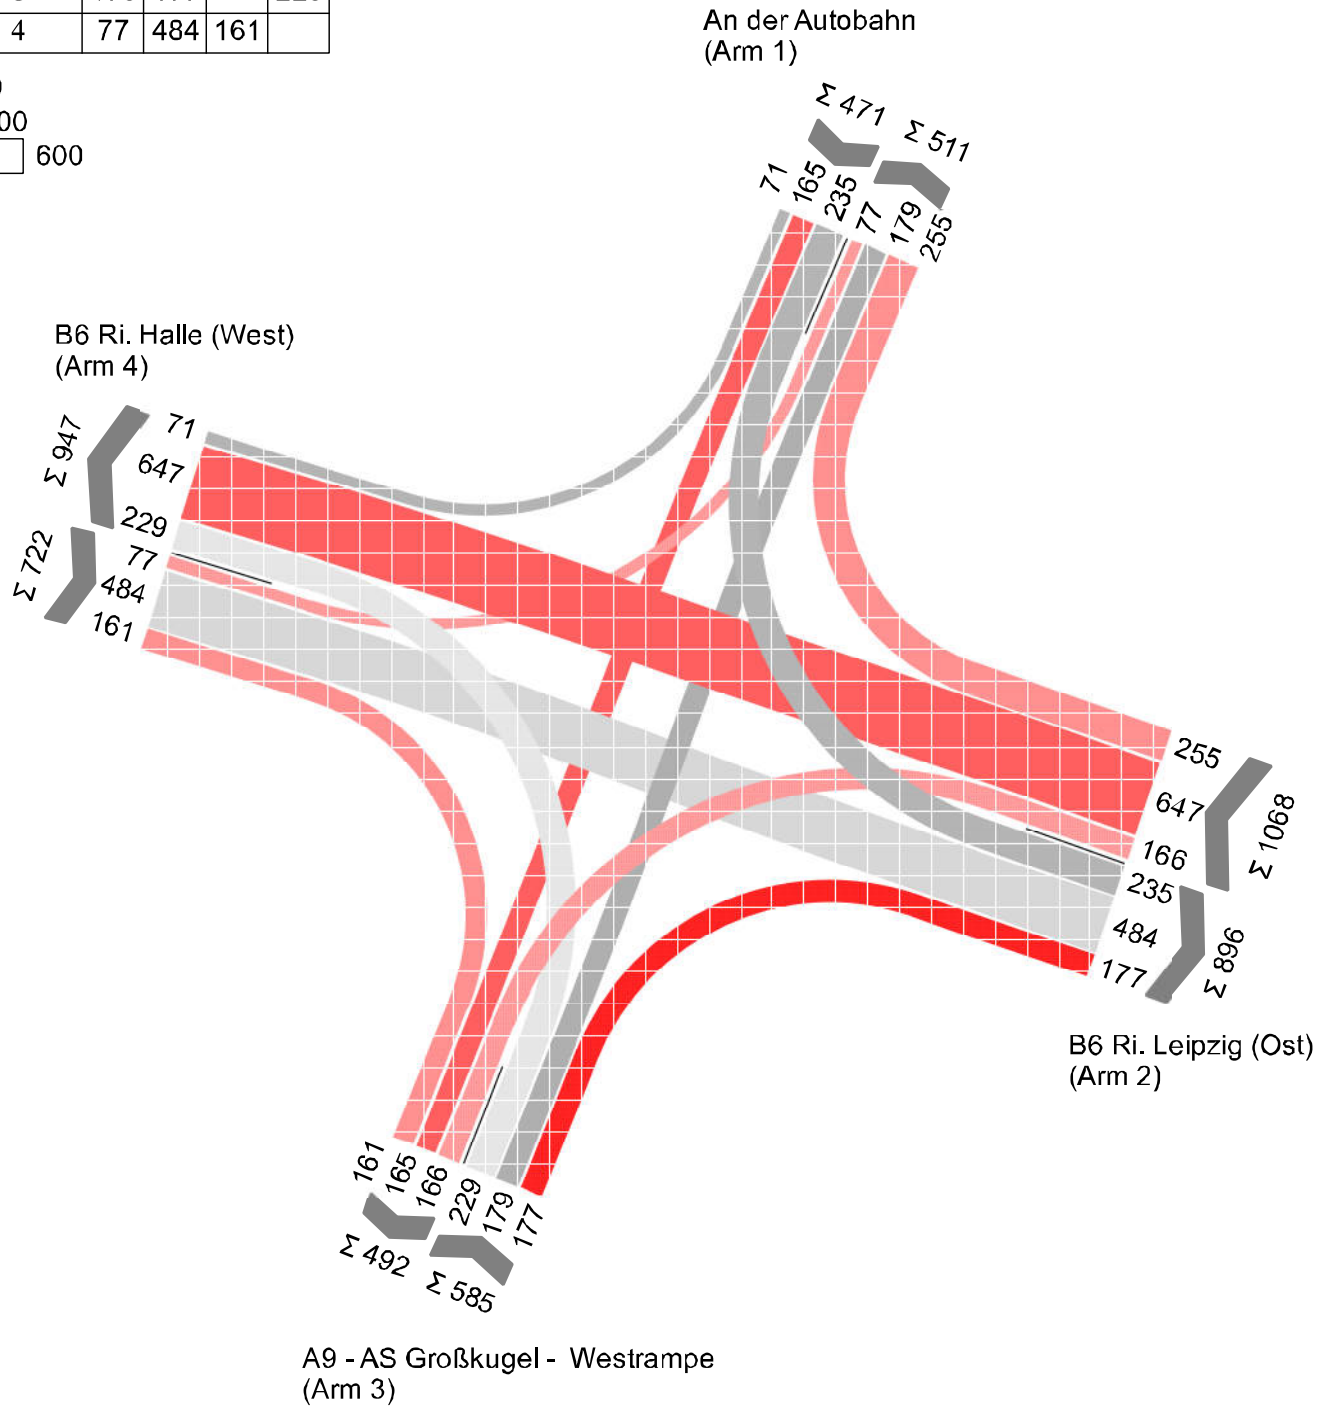 4 77 484 161
600
An der Autobahn
(Arm 1)
Σ 471
Σ 511
71
165
235
77
179
255
B6 Ri. Halle (West)
(Arm 4)
Σ 947
Σ 722
71
647
229
77
484
161
255
647
166
235
484
177
Σ 1068
Σ 896
B6 Ri. Leipzig (Ost)
(Arm 2)
161
165
166
229
179
177
Σ 492
Σ 585
A9 - AS Großkugel - Westrampe
(Arm 3)